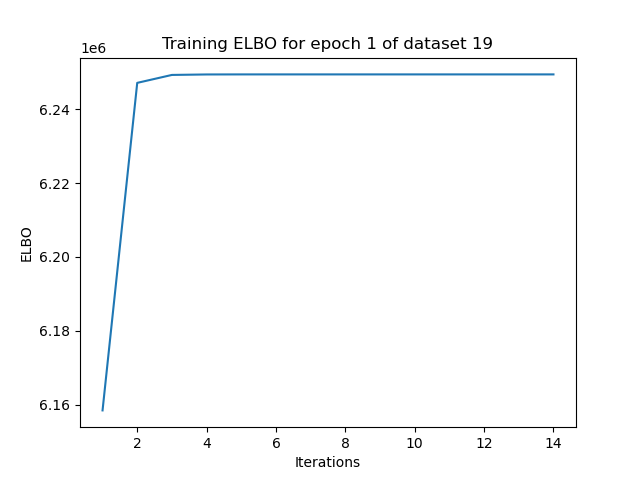 Training ELBO for epoch 1 of dataset 19
1e6
6.24
6.22
6.20
6.18
6.16
ELBO
2 4 6 8 10 12 14
Iterations